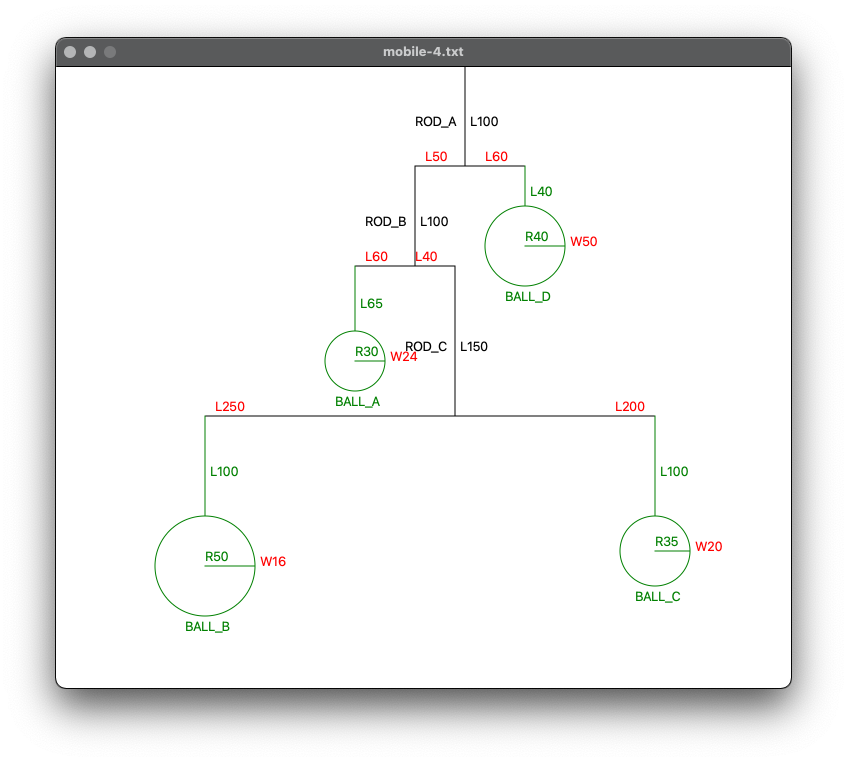 mobile-4.txt
ROD_A L100
L50 L60
L40
ROD_B L100
R40 W50
L60 L40
BALL_D
L65
ROD_C L150
R30 W24
BALL_A
L250 L200
L100 L100
R35 W20
R50 W16
BALL_C
BALL_B